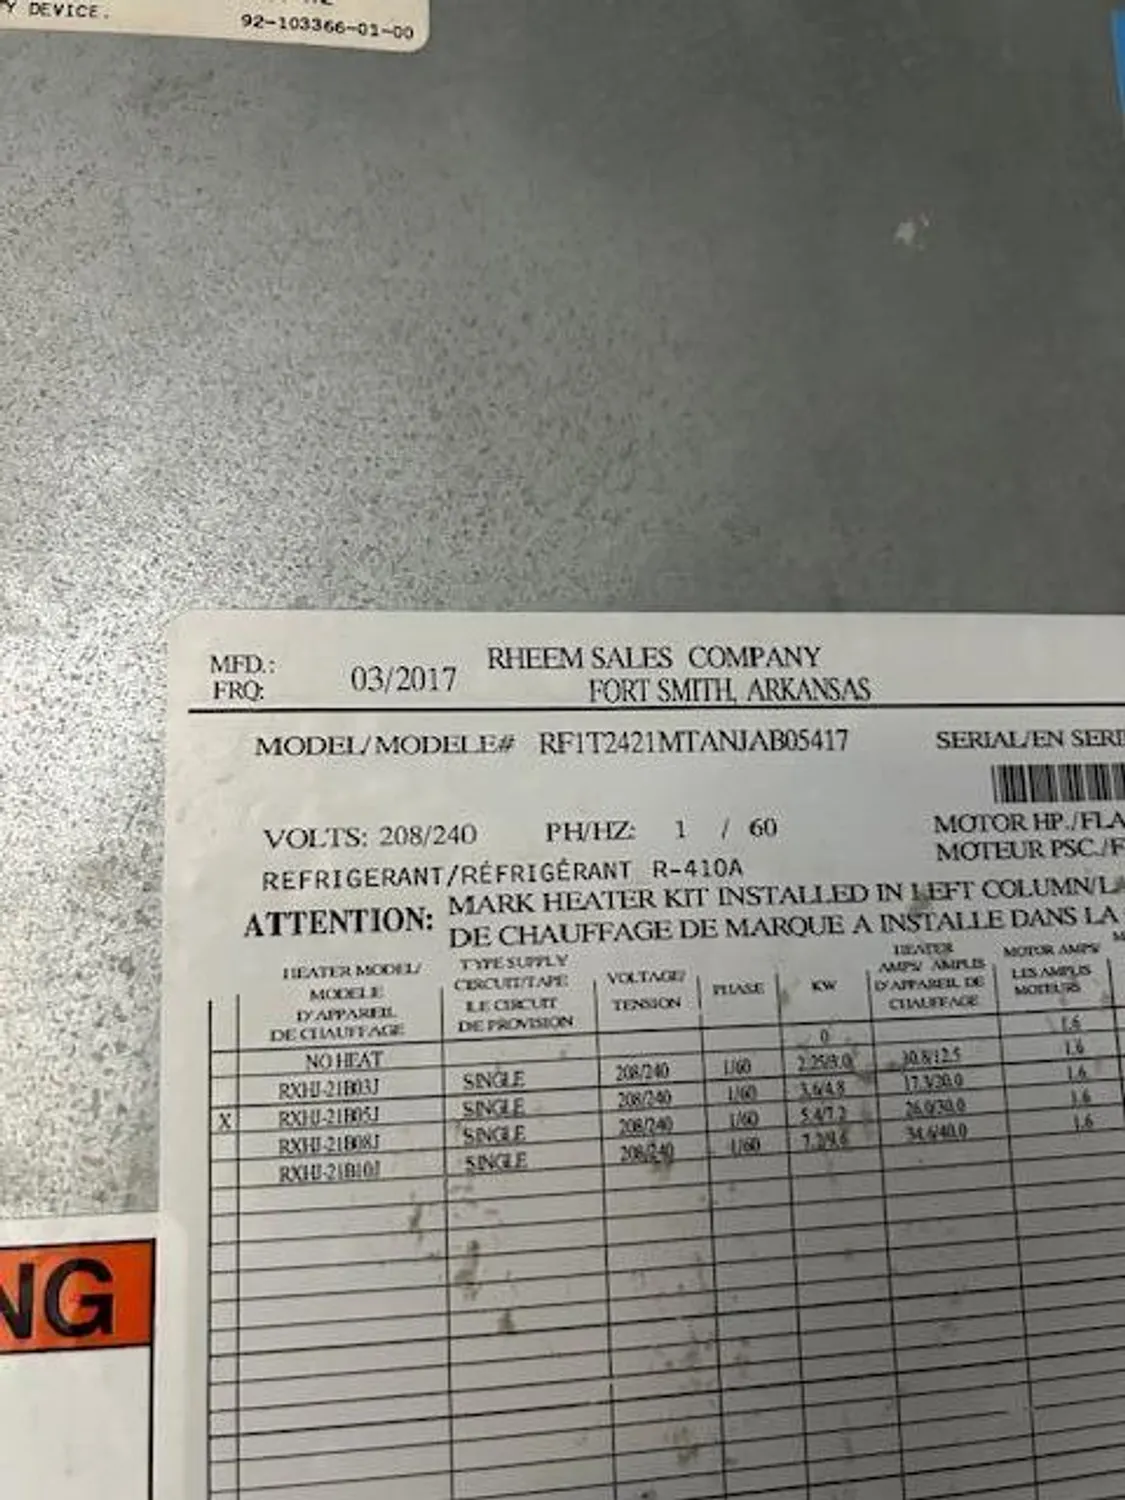 Y DEVICE.
92-103366-01-00
MFD.: 03/2017 RHEEM SALES COMPANY
FRQ: FORT SMITH, ARKANSAS
MODEL/MODELE# RF1T2421MTANJAB05417 SERIAL/EN SERI
VOLTS: 208/240 PH/HZ: 1 / 60 MOTOR HP./FLA
MOTEUR PSC./F
REFRIGERANT/RÉFRIGÉRANT R-410A
ATTENTION: MARK HEATER KIT INSTALLED IN LEFT COLUMN/LA
DE CHAUFFAGE DE MARQUE A INSTALLE DANS LA
HEATER MODEL/ MODELE D'APPAREIL DE CHAUFFAGE
TYPE SUPPLY CIRCUIT/TAPE ILE CIRCUIT DE PROVISION
VOLTAGE/ TENSION
PHASE
KW
HEATER AMPS/ AMPLIS D'APPAREIL DE CHAUFFAGE
MOTOR AMPS/ LES AMPLIS MOTEURS
NO HEAT 0 1.6
RXHJ-21B03J SINGLE 208/240 1/60 2.25/3.0 10.8/12.5 1.6
X RXHJ-21B05J SINGLE 208/240 1/60 3.6/4.8 17.3/20.0 1.6
RXHJ-21B08J SINGLE 208/240 1/60 5.4/7.2 26.0/30.0 1.6
RXHJ-21B10J SINGLE 208/240 1/60 7.2/9.6 34.6/40.0 1.6
NG